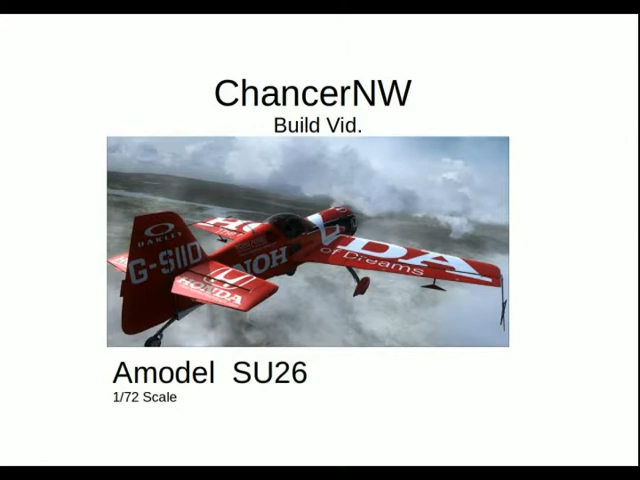 ChancerNW
Build Vid.
OAKLEY
G-SIID
HONDA
HONDA
of Dreams
Amodel SU26
1/72 Scale